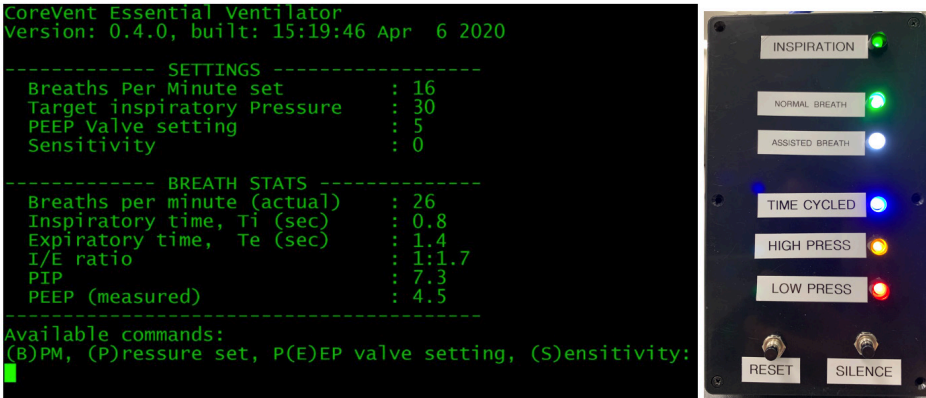 CoreVent Essential Ventilator
Version: 0.4.0, built: 15:19:46 Apr  6 2020
------------- SETTINGS ------------------
Breaths Per Minute set : 16
Target inspiratory Pressure : 30
PEEP Valve setting : 5
Sensitivity : 0
------------- BREATH STATS --------------
Breaths per minute (actual) : 26
Inspiratory time, Ti (sec) : 0.8
Expiratory time,  Te (sec) : 1.4
I/E ratio : 1:1.7
PIP : 7.3
PEEP (measured) : 4.5
-----------------------------------------
Available commands:
(B)PM, (P)ressure set, P(E)EP valve setting, (S)ensitivity:
INSPIRATION
NORMAL BREATH
ASSISTED BREATH
TIME CYCLED
HIGH PRESS
LOW PRESS
RESET
SILENCE